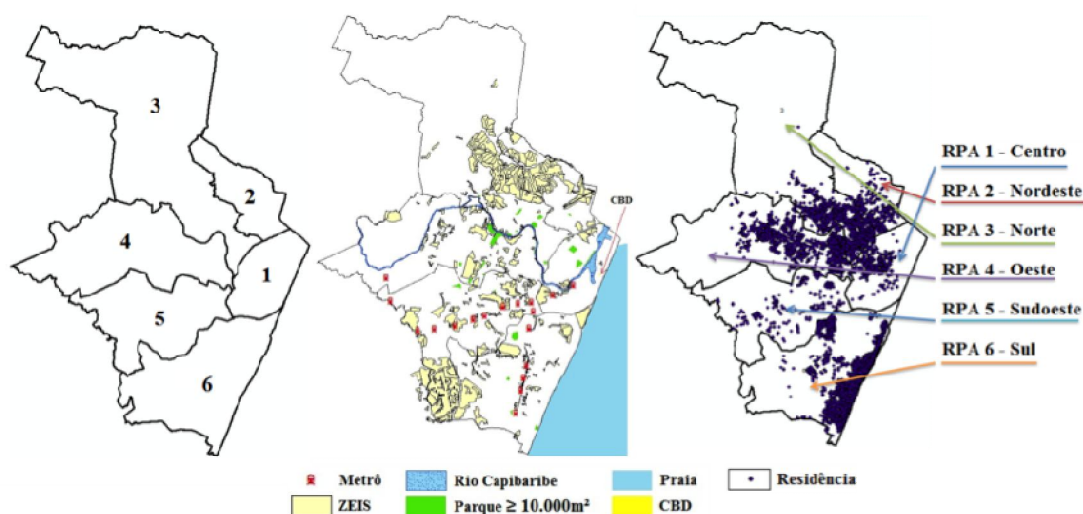 3
2
4
1
5
6
CBD
RPA 1 - Centro
RPA 2 - Nordeste
RPA 3 - Norte
RPA 4 - Oeste
RPA 5 - Sudoeste
RPA 6 - Sul
Metrô
Rio Capibaribe
Praia
Residência
ZEIS
Parque ≥ 10.000m²
CBD